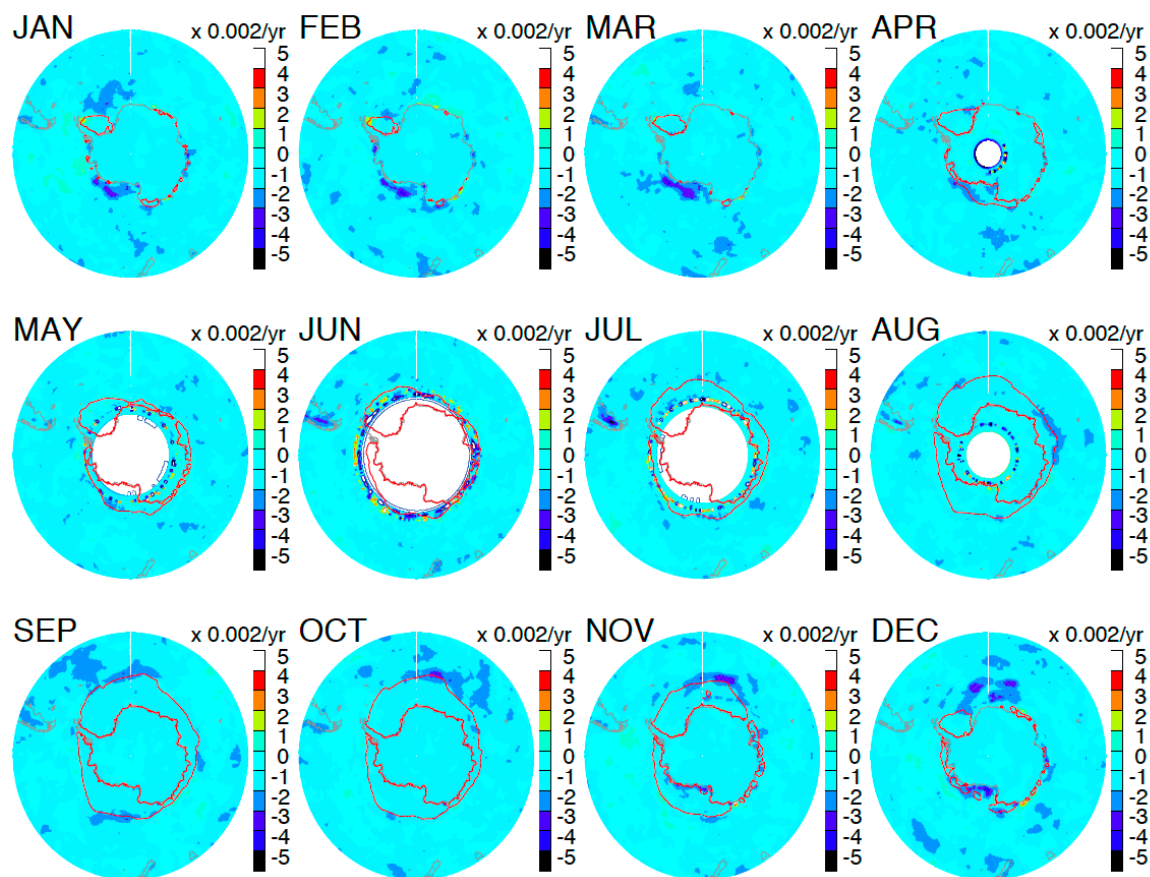 JAN x 0.002/yr FEB x 0.002/yr MAR x 0.002/yr APR x 0.002/yr
5 5 5 5
4 4 4 4
3 3 3 3
2 2 2 2
1 1 1 1
0 0 0 0
-1 -1 -1 -1
-2 -2 -2 -2
-3 -3 -3 -3
-4 -4 -4 -4
-5 -5 -5 -5
MAY x 0.002/yr JUN x 0.002/yr JUL x 0.002/yr AUG x 0.002/yr
5 5 5 5
4 4 4 4
3 3 3 3
2 2 2 2
1 1 1 1
0 0 0 0
-1 -1 -1 -1
-2 -2 -2 -2
-3 -3 -3 -3
-4 -4 -4 -4
-5 -5 -5 -5
SEP x 0.002/yr OCT x 0.002/yr NOV x 0.002/yr DEC x 0.002/yr
5 5 5 5
4 4 4 4
3 3 3 3
2 2 2 2
1 1 1 1
0 0 0 0
-1 -1 -1 -1
-2 -2 -2 -2
-3 -3 -3 -3
-4 -4 -4 -4
-5 -5 -5 -5